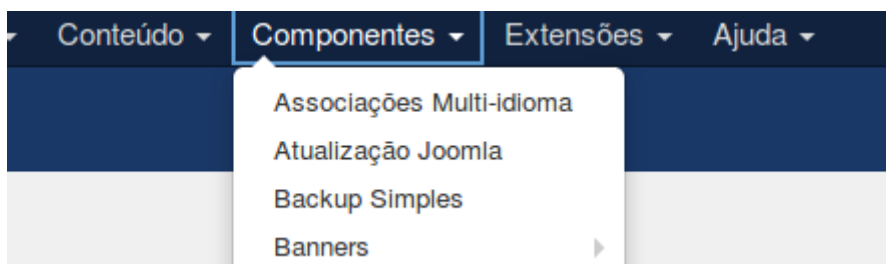 Conteúdo Componentes Extensões Ajuda
Associações Multi-idioma
Atualização Joomla
Backup Simples
Banners